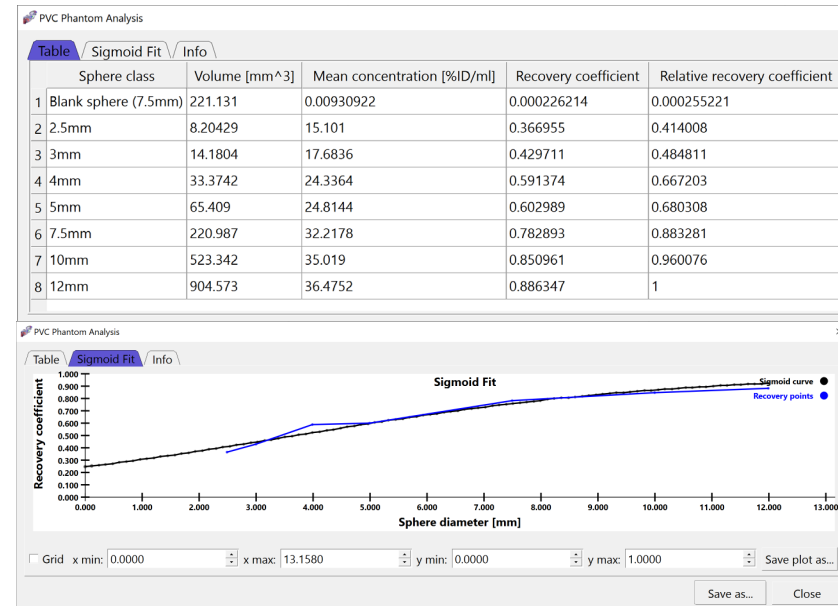 PVC Phantom Analysis
Table Sigmoid Fit Info
Sphere class Volume [mm^3] Mean concentration [%ID/ml] Recovery coefficient Relative recovery coefficient
1 Blank sphere (7.5mm) 221.131 0.00930922 0.000226214 0.000255221
2 2.5mm 8.20429 15.101 0.366955 0.414008
3 3mm 14.1804 17.6836 0.429711 0.484811
4 4mm 33.3742 24.3364 0.591374 0.667203
5 5mm 65.409 24.8144 0.602989 0.680308
6 7.5mm 220.987 32.2178 0.782893 0.883281
7 10mm 523.342 35.019 0.850961 0.960076
8 12mm 904.573 36.4752 0.886347 1
PVC Phantom Analysis
Table Sigmoid Fit Info
Sigmoid Fit
Sigmoid curve
Recovery points
Recovery coefficient
1.000
0.900
0.800
0.700
0.600
0.500
0.400
0.300
0.200
0.100
0.000
0.000 1.000 2.000 3.000 4.000 5.000 6.000 7.000 8.000 9.000 10.000 11.000 12.000 13.000
Sphere diameter [mm]
Grid x min: 0.0000 x max: 13.1580 y min: 0.0000 y max: 1.0000 Save plot as...
Save as... Close